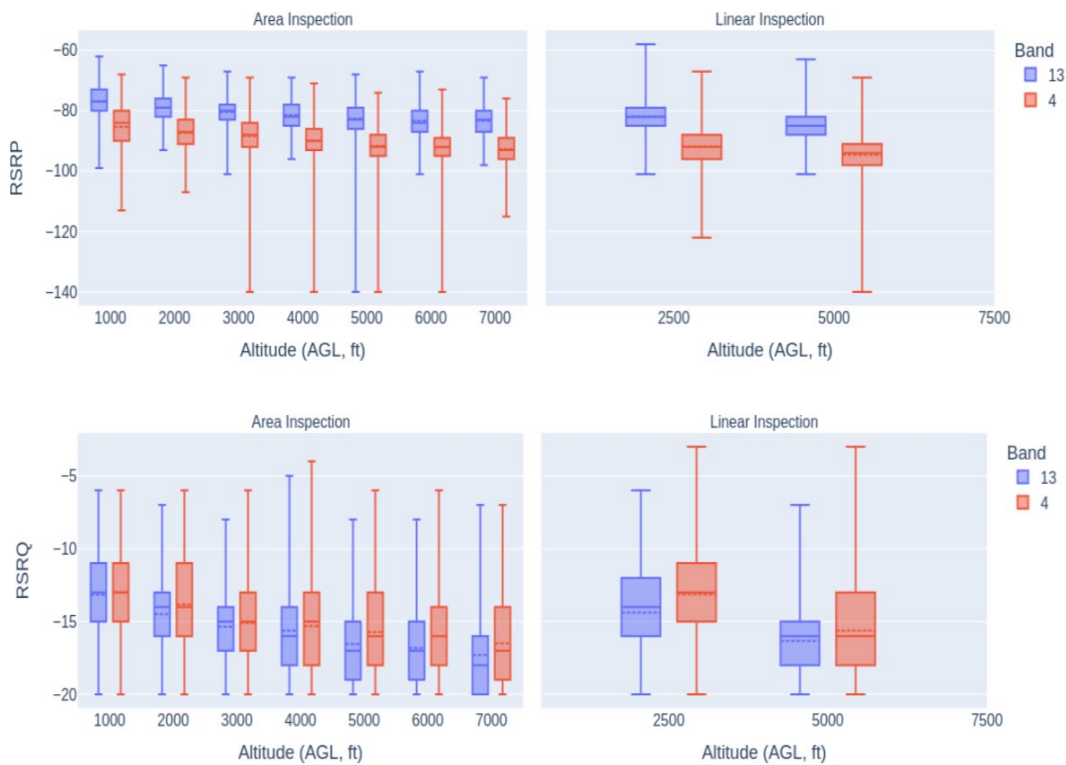 Area Inspection
Linear Inspection
Band
13
4
RSRP
−60
−80
−100
−120
−140
1000 2000 3000 4000 5000 6000 7000
2500 5000 7500
Altitude (AGL, ft)
Altitude (AGL, ft)
Area Inspection
Linear Inspection
Band
13
4
RSRQ
−5
−10
−15
−20
1000 2000 3000 4000 5000 6000 7000
2500 5000 7500
Altitude (AGL, ft)
Altitude (AGL, ft)